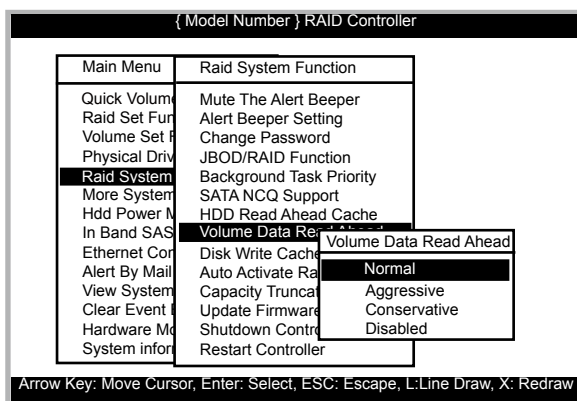 { Model Number } RAID Controller
Main Menu
Quick Volum
Raid Set Fun
Volume Set F
Physical Driv
Raid System
More System
Hdd Power M
In Band SAS
Ethernet Con
Alert By Mail
View System
Clear Event
Hardware Mo
System inform
Raid System Function
Mute The Alert Beeper
Alert Beeper Setting
Change Password
JBOD/RAID Function
Background Task Priority
SATA NCQ Support
HDD Read Ahead Cache
Volume Data Read Ahead
Disk Write Cache
Auto Activate Ra
Capacity Truncat
Update Firmware
Shutdown Contro
Restart Controller
Volume Data Read Ahead
Normal
Aggressive
Conservative
Disabled
Arrow Key: Move Cursor, Enter: Select, ESC: Escape, L:Line Draw, X: Redraw